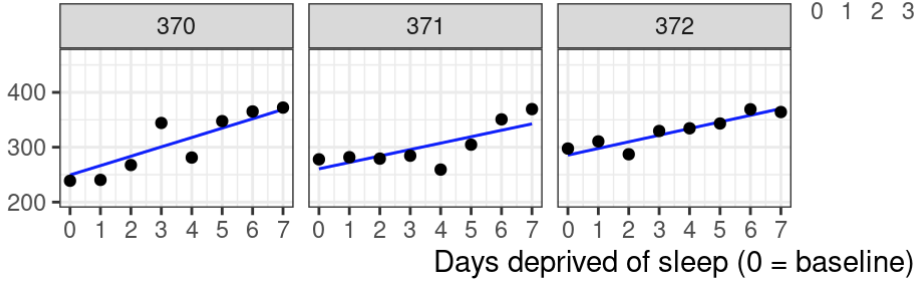 0 1 2 3
370 371 372
400
300
200
0 1 2 3 4 5 6 7 0 1 2 3 4 5 6 7 0 1 2 3 4 5 6 7
Days deprived of sleep (0 = baseline)